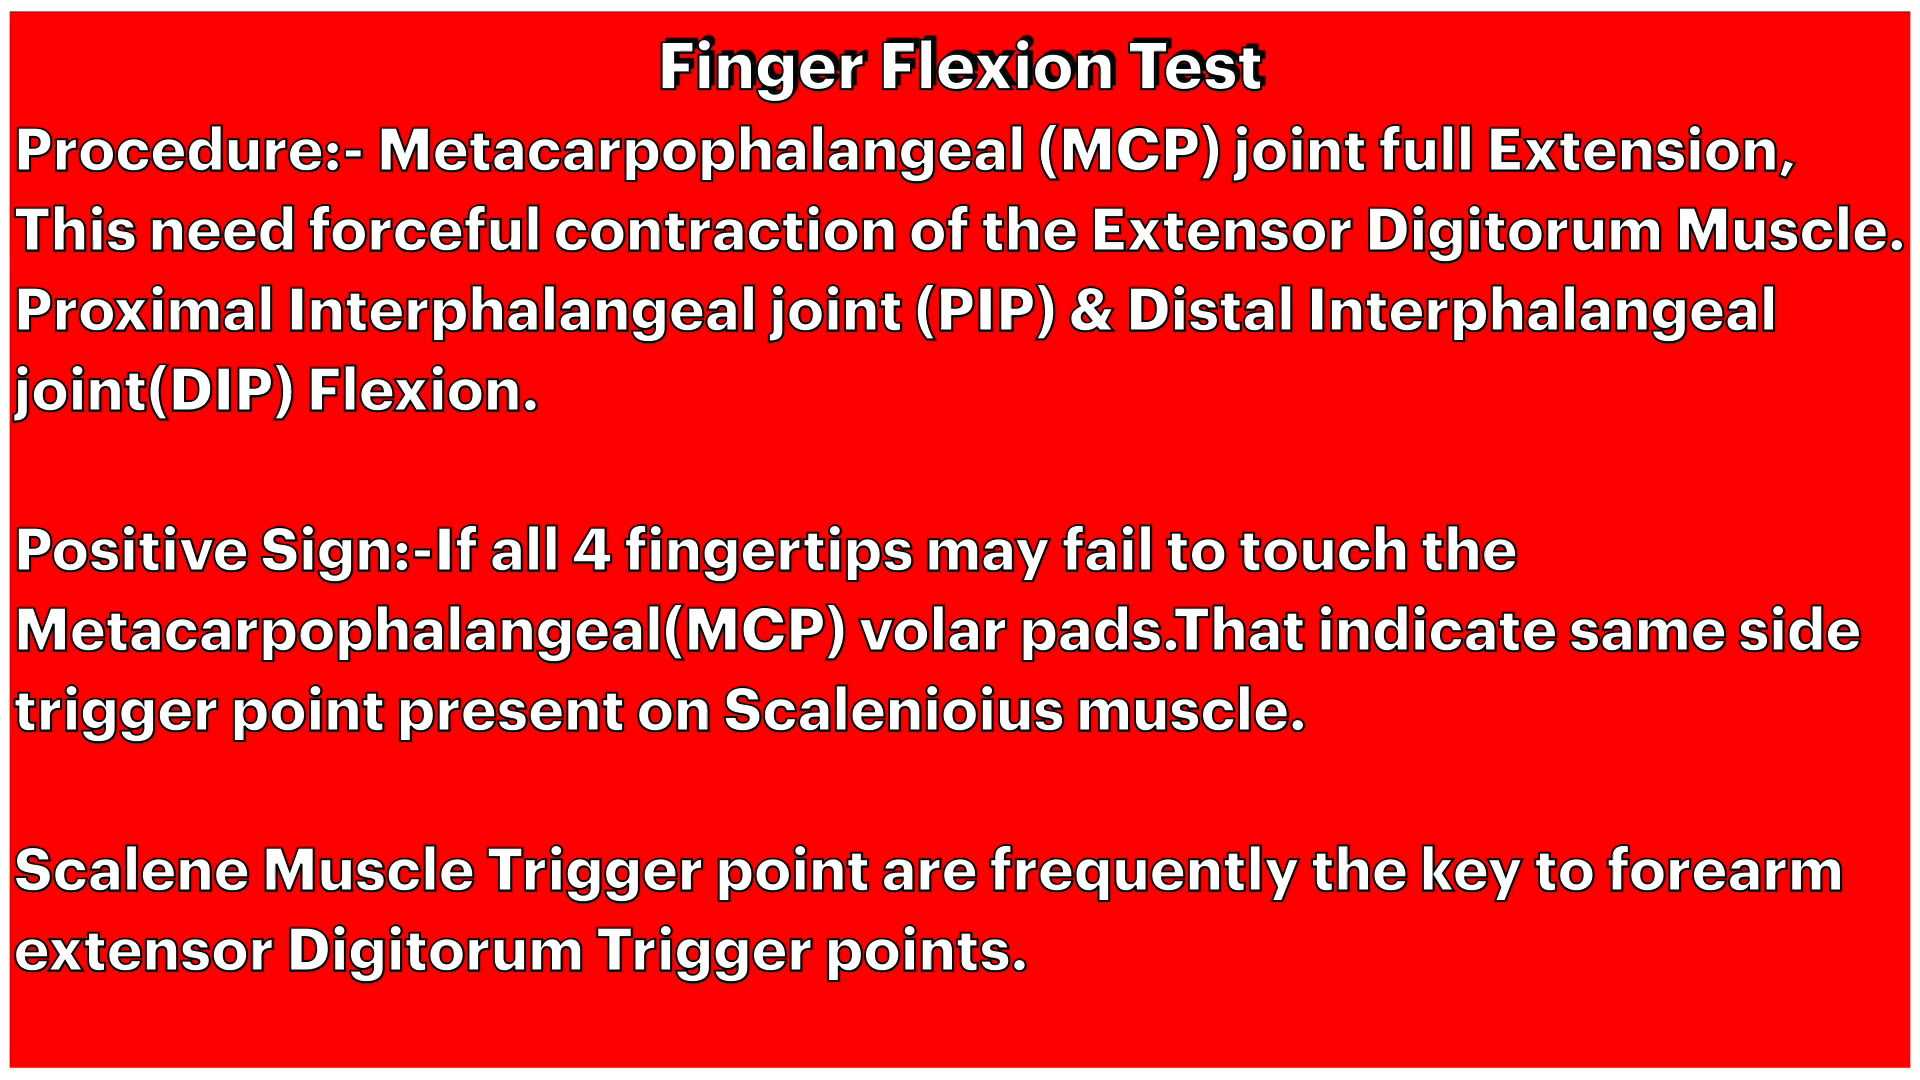 Finger Flexion Test
Procedure:- Metacarpophalangeal (MCP) joint full Extension,
This need forceful contraction of the Extensor Digitorum Muscle.
Proximal Interphalangeal joint (PIP) & Distal Interphalangeal
joint(DIP) Flexion.
Positive Sign:-If all 4 fingertips may fail to touch the
Metacarpophalangeal(MCP) volar pads.That indicate same side
trigger point present on Scalenioius muscle.
Scalene Muscle Trigger point are frequently the key to forearm
extensor Digitorum Trigger points.